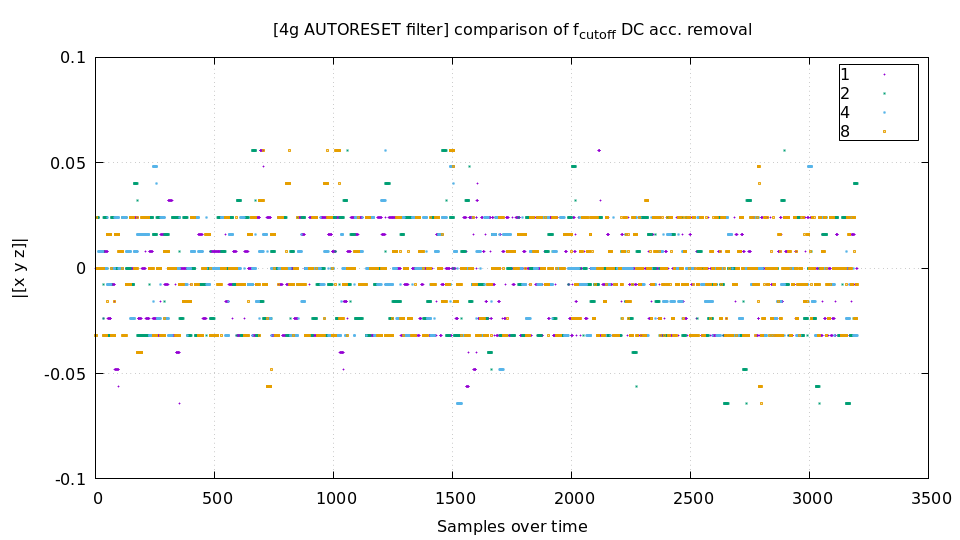 [4g AUTORESET filter] comparison of fcutoff DC acc. removal
0.1
0.05
0
-0.05
-0.1
|[x y z]|
1
2
4
8
0 500 1000 1500 2000 2500 3000 3500
Samples over time